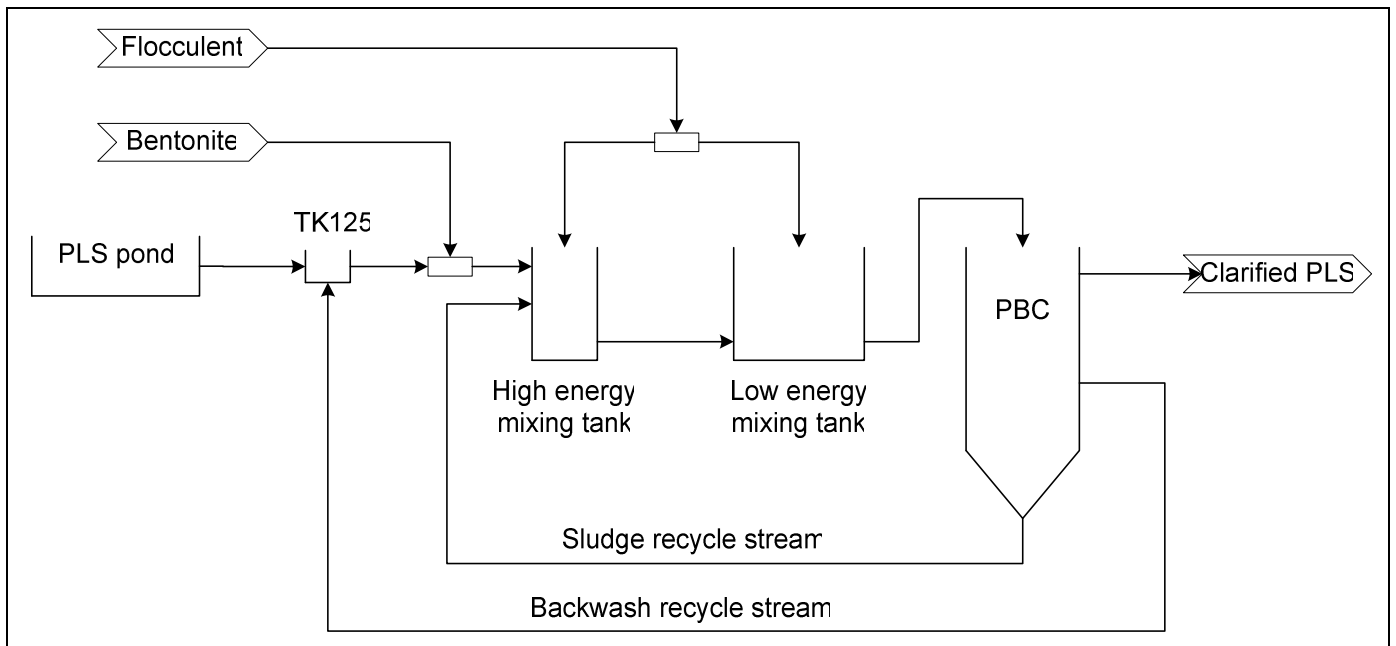 Flocculent
Bentonite
TK125
PLS pond
Clarified PLS
PBC
High energy
mixing tank
Low energy
mixing tank
Sludge recycle stream
Backwash recycle stream